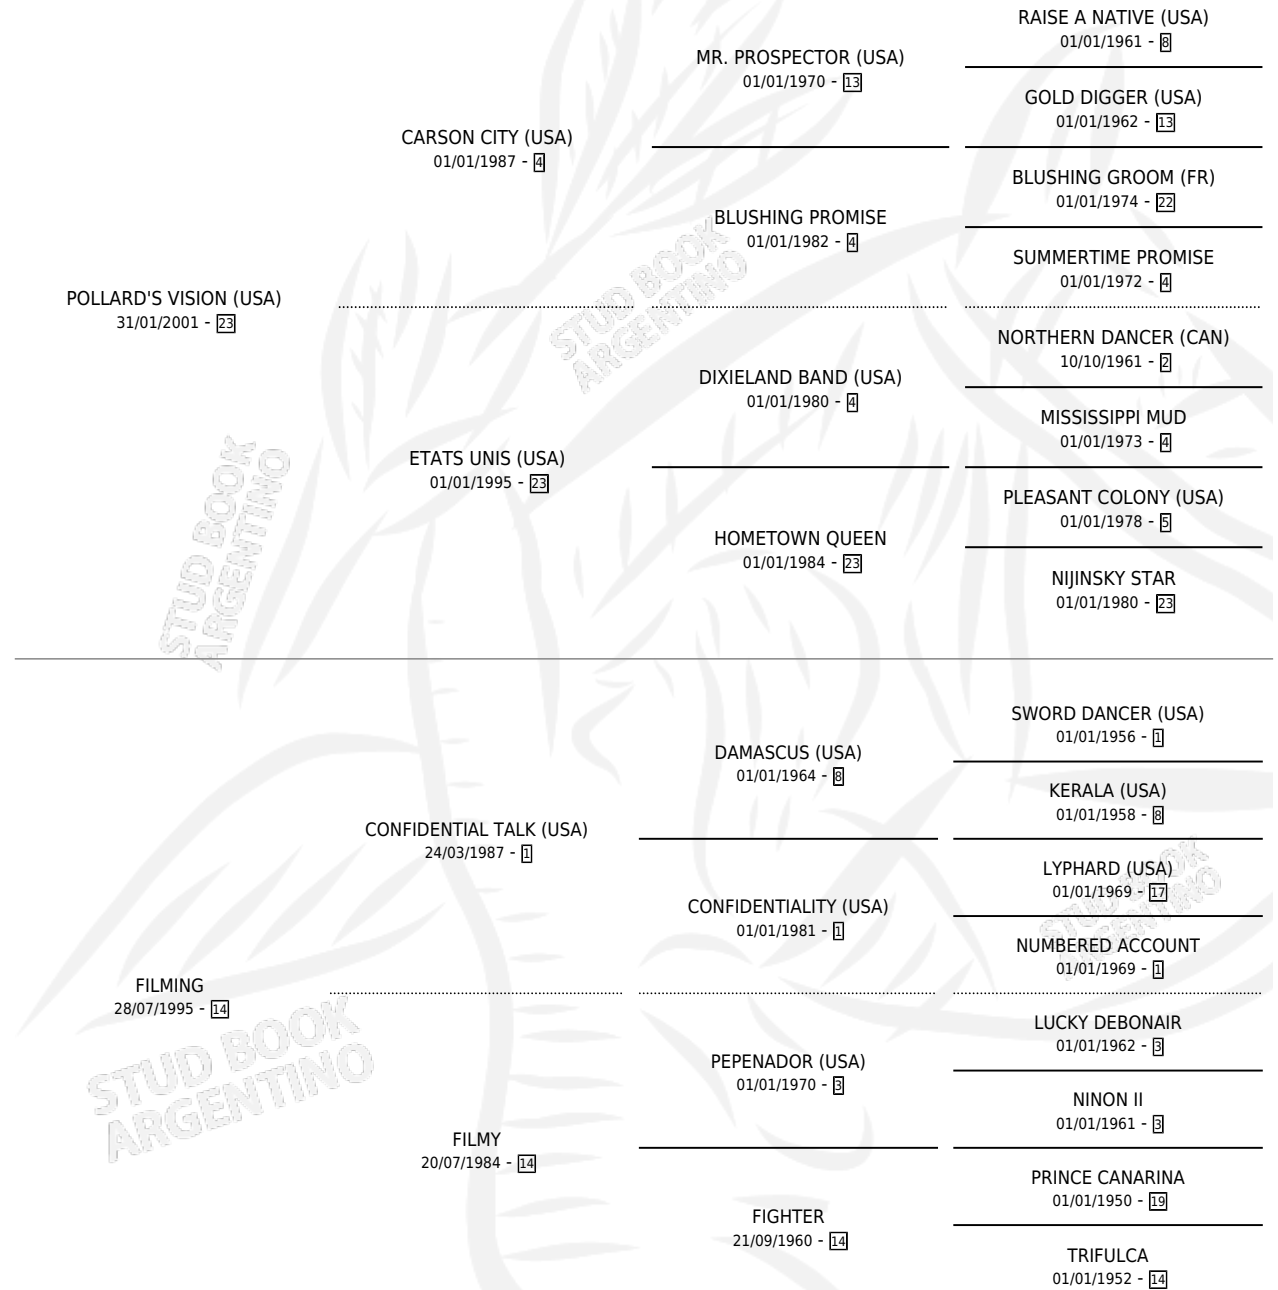 RAISE A NATIVE (USA)
01/01/1961 - 8
MR. PROSPECTOR (USA)
01/01/1970 - 13
GOLD DIGGER (USA)
01/01/1962 - 13
CARSON CITY (USA)
01/01/1987 - 4
BLUSHING GROOM (FR)
01/01/1974 - 22
BLUSHING PROMISE
01/01/1982 - 4
SUMMERTIME PROMISE
01/01/1972 - 4
POLLARD'S VISION (USA)
31/01/2001 - 23
NORTHERN DANCER (CAN)
10/10/1961 - 2
DIXIELAND BAND (USA)
01/01/1980 - 4
MISSISSIPPI MUD
01/01/1973 - 4
ETATS UNIS (USA)
01/01/1995 - 23
PLEASANT COLONY (USA)
01/01/1978 - 5
HOMETOWN QUEEN
01/01/1984 - 23
NIJINSKY STAR
01/01/1980 - 23
SWORD DANCER (USA)
01/01/1956 - 1
DAMASCUS (USA)
01/01/1964 - 8
KERALA (USA)
01/01/1958 - 8
CONFIDENTIAL TALK (USA)
24/03/1987 - 1
LYPHARD (USA)
01/01/1969 - 17
CONFIDENTIALITY (USA)
01/01/1981 - 1
NUMBERED ACCOUNT
01/01/1969 - 1
FILMING
28/07/1995 - 14
LUCKY DEBONAIR
01/01/1962 - 3
PEPENADOR (USA)
01/01/1970 - 3
NINON II
01/01/1961 - 3
FILMY
20/07/1984 - 14
PRINCE CANARINA
01/01/1950 - 19
FIGHTER
21/09/1960 - 14
TRIFULCA
01/01/1952 - 14
STUD BOOK
ARGENTINO
STUD BOOK
ARGENTINO
STUD BOOK
ARGENTINO
STUD BOOK
ARGENTINO